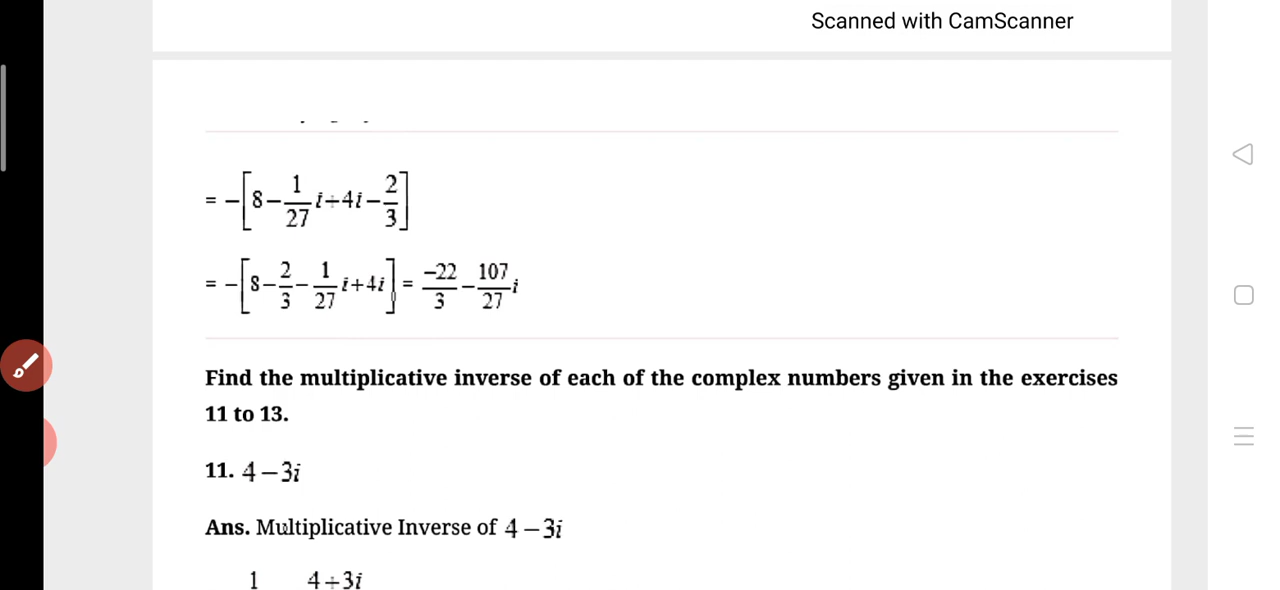 Scanned with CamScanner
= -[8 - 1/27 i + 4i - 2/3]
= -[8 - 2/3 - 1/27 i + 4i] = -22/3 - 107/27 i
Find the multiplicative inverse of each of the complex numbers given in the exercises
11 to 13.
11. 4 - 3i
Ans. Multiplicative Inverse of 4 - 3i
1 4 + 3i